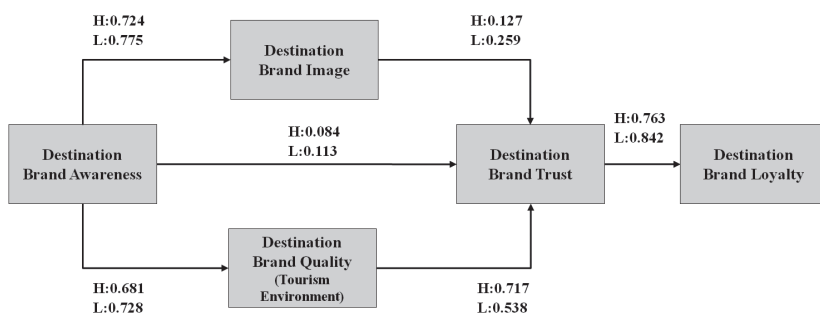 H:0.724
L:0.775
Destination
Brand Image
H:0.127
L:0.259
Destination
Brand Awareness
H:0.084
L:0.113
Destination
Brand Trust
H:0.763
L:0.842
Destination
Brand Loyalty
H:0.681
L:0.728
Destination
Brand Quality
(Tourism
Environment)
H:0.717
L:0.538